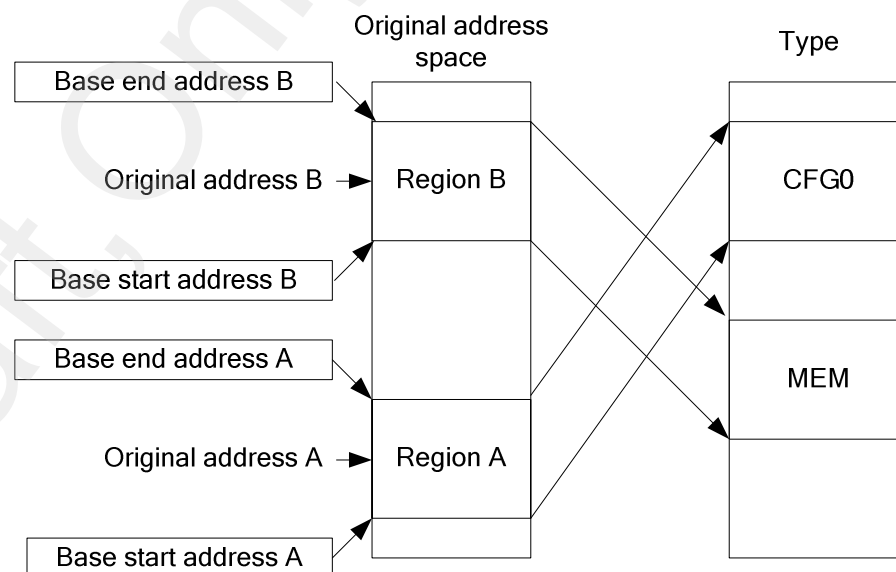 Original address
space
Type
Base end address B
Original address B
Region B
CFG0
Base start address B
Base end address A
MEM
Original address A
Region A
Base start address A